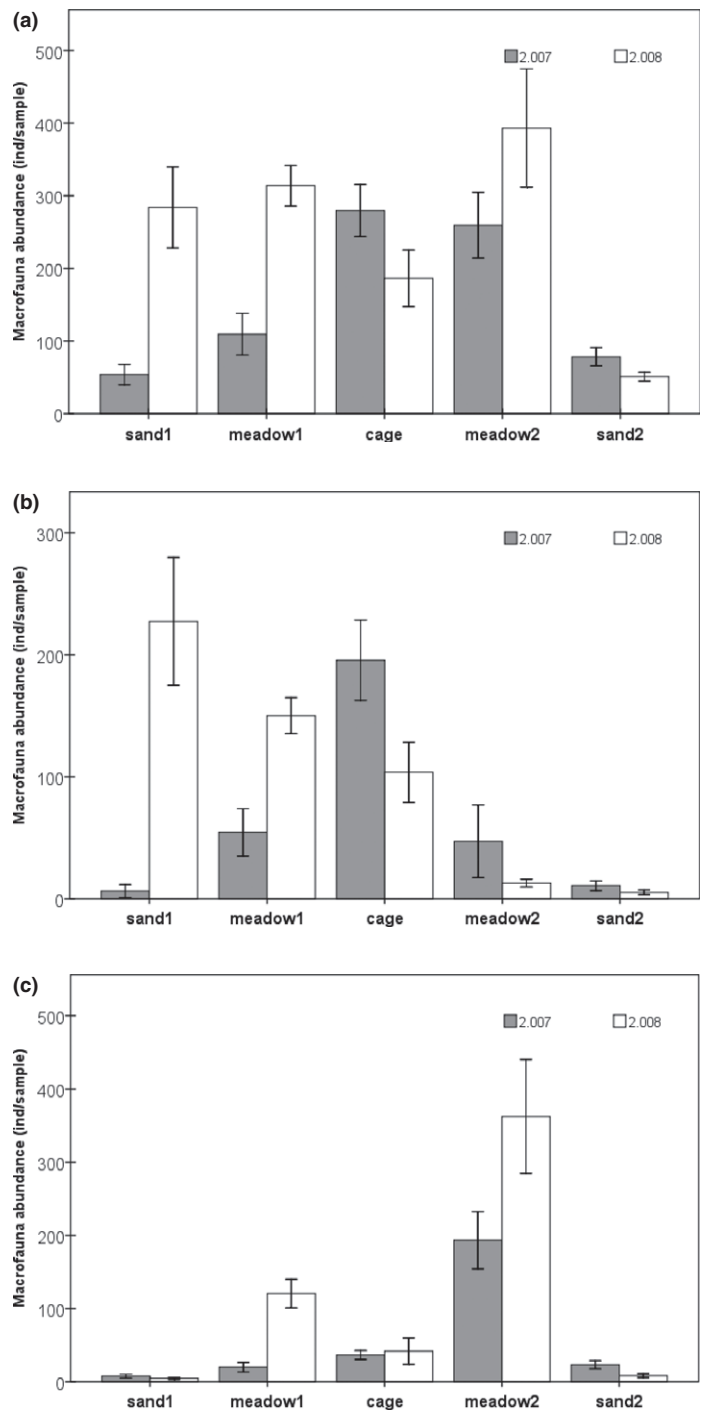 (a)
Macrofauna abundance (ind/sample)
500
400
300
200
100
0
2.007 2.008
sand1 meadow1 cage meadow2 sand2
(b)
Macrofauna abundance (ind/sample)
300
200
100
0
2.007 2.008
sand1 meadow1 cage meadow2 sand2
(c)
Macrofauna abundance (ind/sample)
500
400
300
200
100
0
2.007 2.008
sand1 meadow1 cage meadow2 sand2